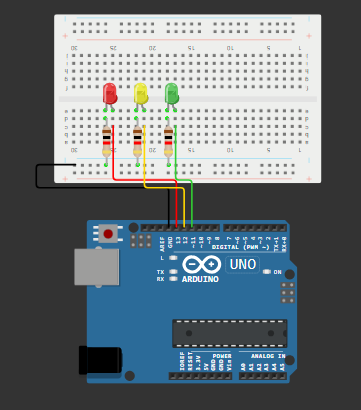 30 25 20 15 10 5 1
30 25 20 15 10 5 1
AREF
GND
13
12
~11
~10
~9
8
7
~6
~5
4
~3
2
TX→1
RX←0
DIGITAL (PWM ~)
L
TX
RX
UNO
ON
ARDUINO
IOREF
RESET
3.3V
5V
GND
GND
Vin
POWER
ANALOG IN
A0
A1
A2
A3
A4
A5